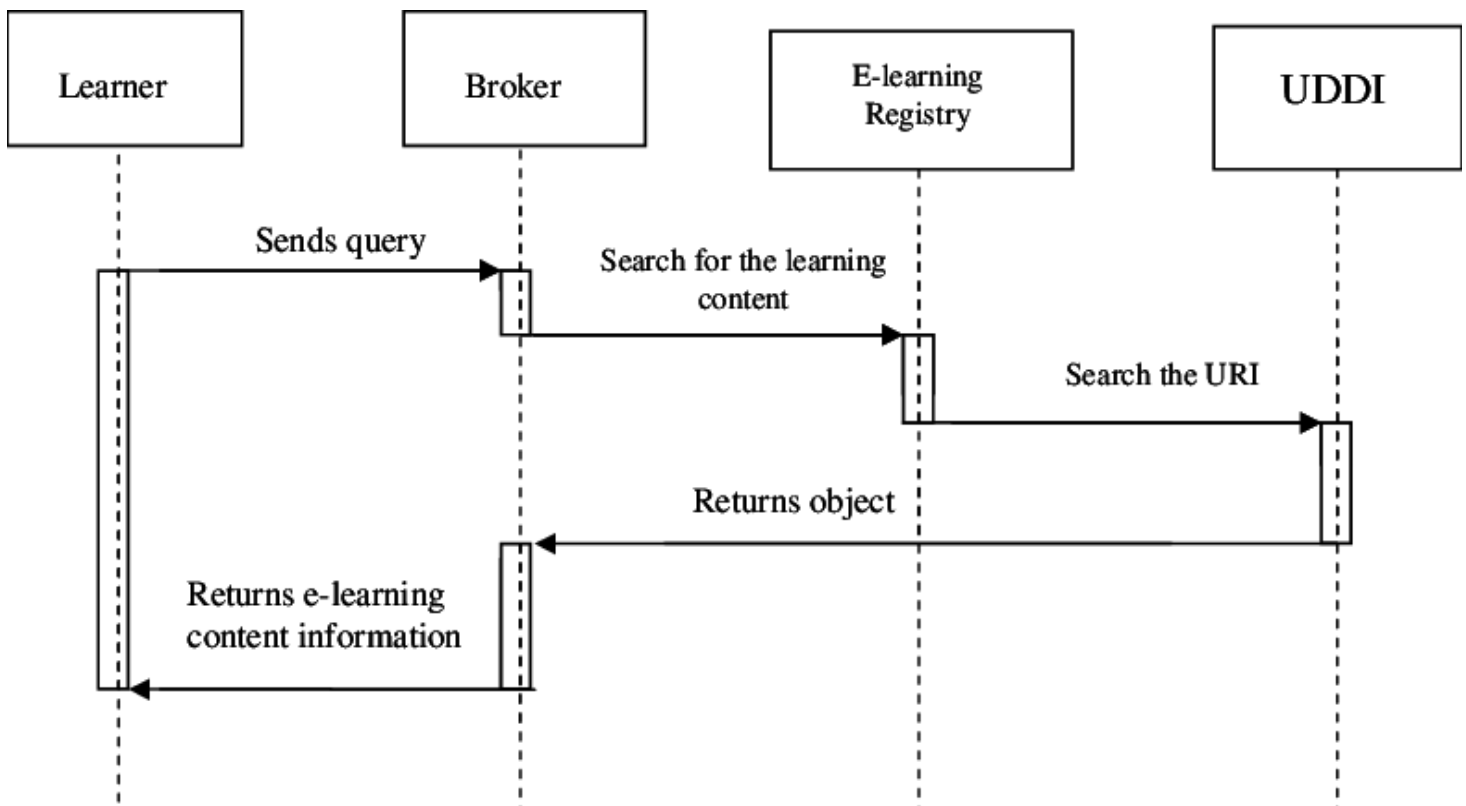 Learner
Broker
E-learning
Registry
UDDI
Sends query
Search for the learning
content
Search the URI
Returns object
Returns e-learning
content information